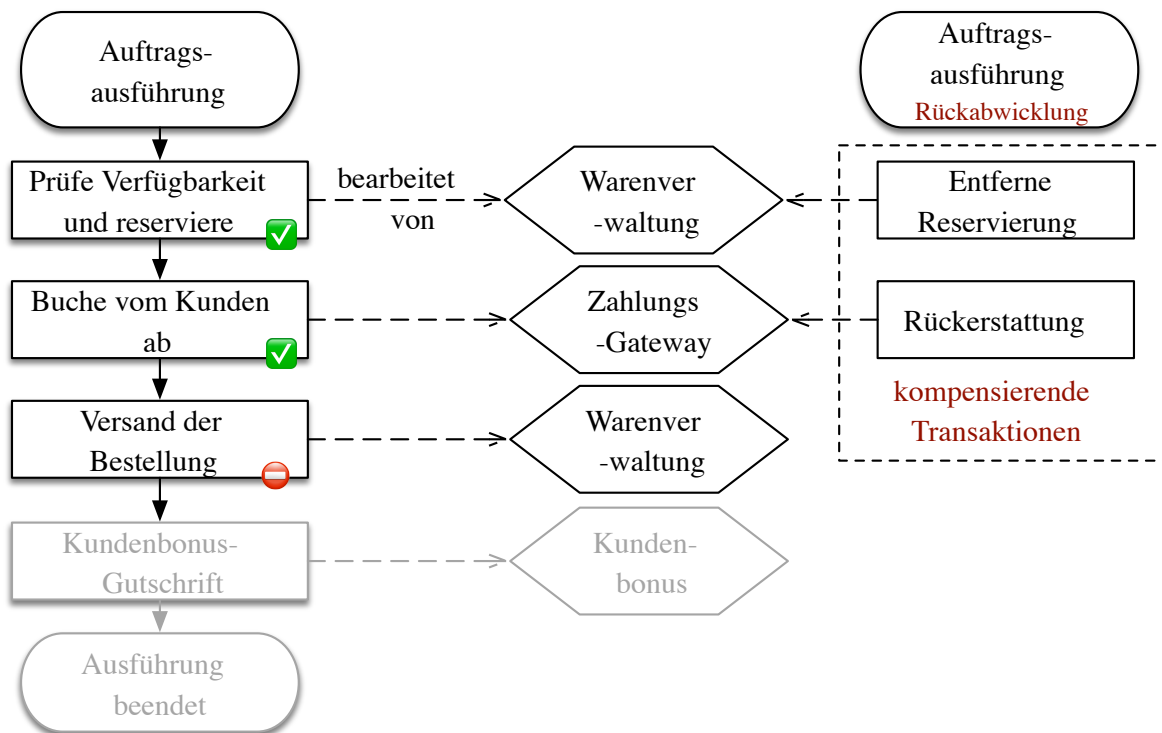 Auftrags-
ausführung
Auftrags-
ausführung
Rückabwicklung
Prüfe Verfügbarkeit
und reserviere
bearbeitet
von
Warenver
-waltung
Entferne
Reservierung
Buche vom Kunden
ab
Zahlungs
-Gateway
Rückerstattung
kompensierende
Transaktionen
Versand der
Bestellung
Warenver
-waltung
Kundenbonus-
Gutschrift
Kunden-
bonus
Ausführung
beendet